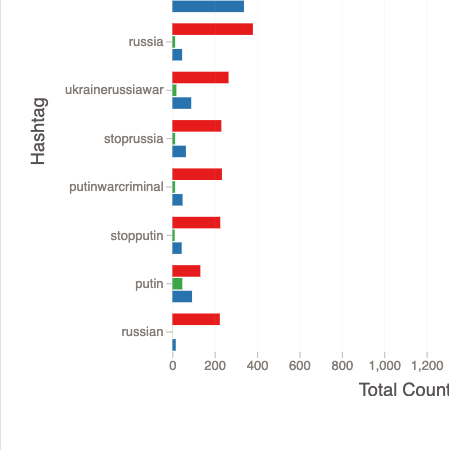 russia
ukrainerussiawar
stoprussia
putinwarcriminal
stopputin
putin
russian
Hashtag
0 200 400 600 800 1,000 1,200
Total Count